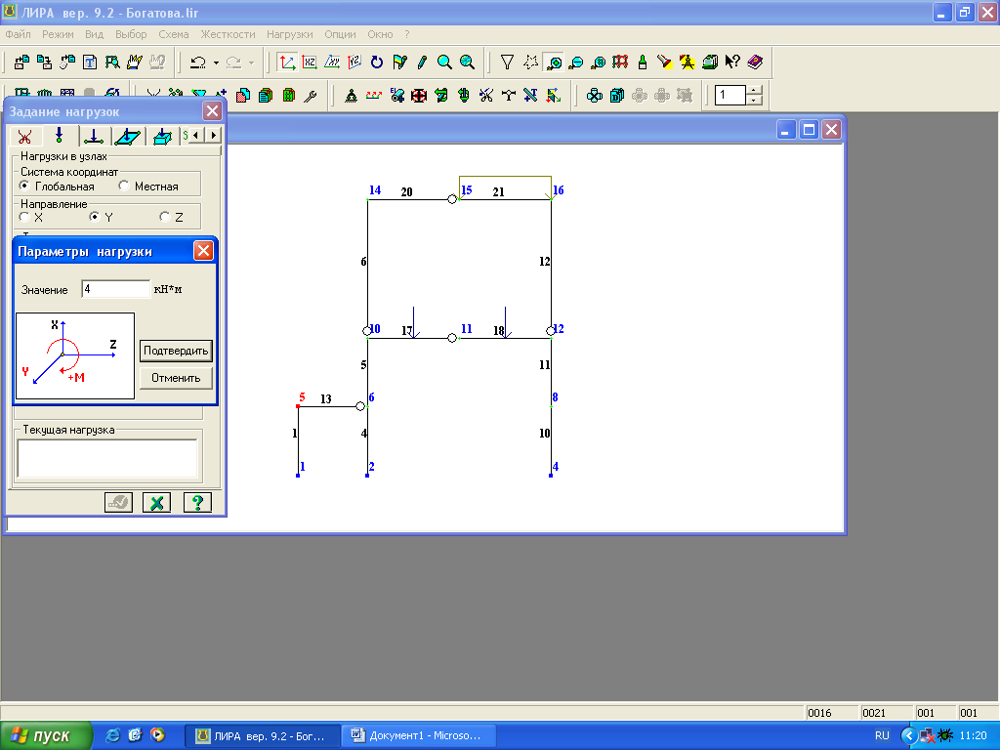 ЛИРА вер. 9.2 - Богатова.lir
Файл Режим Вид Выбор Схема Жесткости Нагрузки Опции Окно ?
1
Задание нагрузок
S
Нагрузки в узлах
Система координат
Глобальная Местная
Направление
X Y Z
Параметры нагрузки
Значение 4 кН*м
X
Z
Y
+M
Подтвердить
Отменить
Текущая нагрузка
14 20 15 21 16
6 12
10 17 11 18 12
5 11
5 13 6 8
1 4 10
1 2 4
0016 0021 001 001
пуск ЛИРА вер. 9.2 - Бог... Документ1 - Microso... RU 11:20